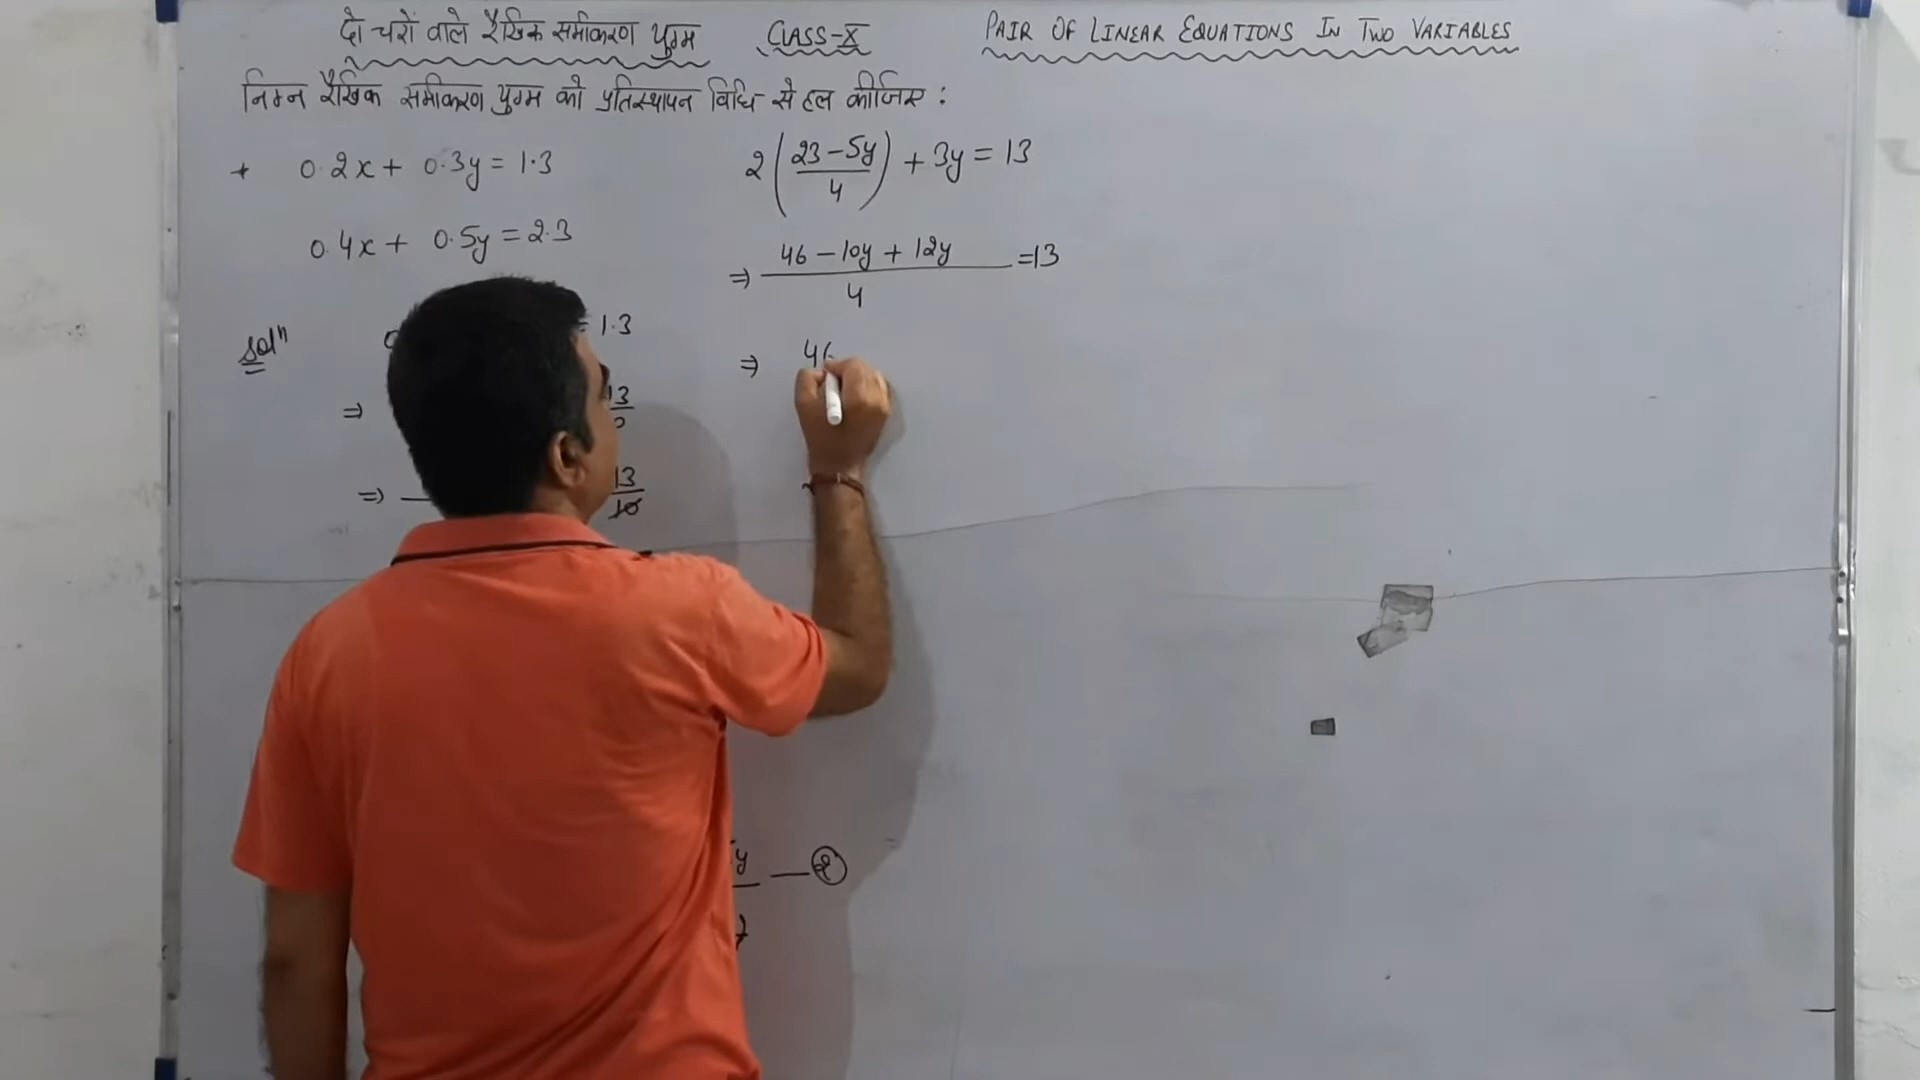 दो चरों वाले रैखिक समीकरण युग्म CLASS-X PAIR OF LINEAR EQUATIONS IN TWO VARIABLES
निम्न रैखिक समीकरण युग्म को प्रतिस्थापन विधि से हल कीजिए :
0.2x + 0.3y = 1.3
0.4x + 0.5y = 2.3
Solⁿ = 1.3
⇒ 13
⇒ 13/10
y — ②
2((23-5y)/4) + 3y = 13
⇒ (46-10y+12y)/4 = 13
⇒ 46